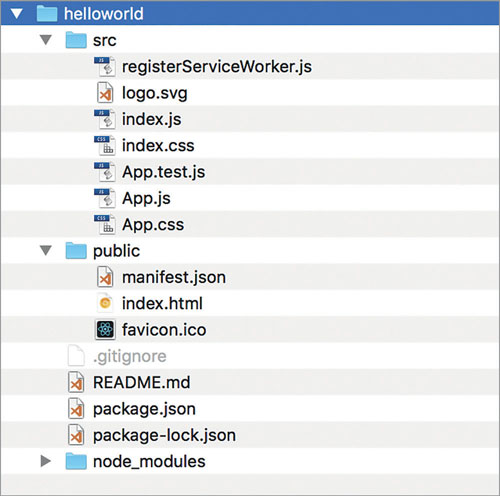 helloworld
src
registerServiceWorker.js
logo.svg
index.js
index.css
App.test.js
App.js
App.css
public
manifest.json
index.html
favicon.ico
.gitignore
README.md
package.json
package-lock.json
node_modules